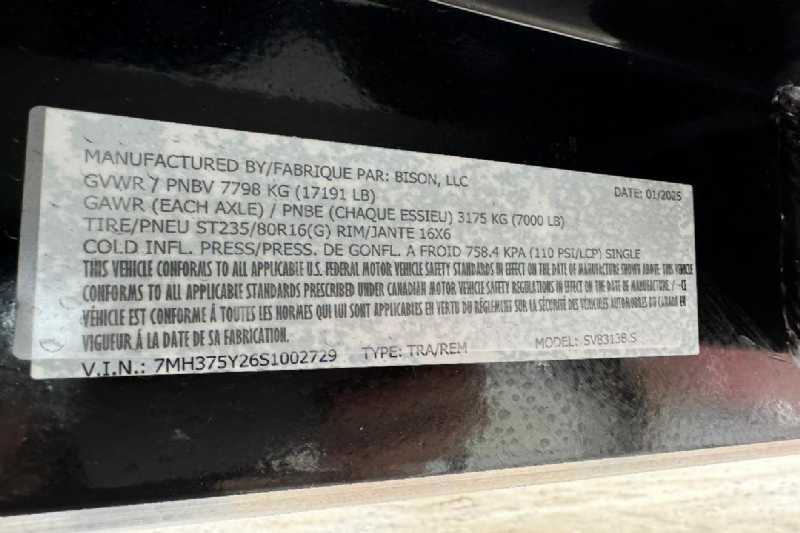 MANUFACTURED BY/FABRIQUE PAR: BISON, LLC
GVWR / PNBV 7798 KG (17191 LB) DATE: 01/2025
GAWR (EACH AXLE) / PNBE (CHAQUE ESSIEU) 3175 KG (7000 LB)
TIRE/PNEU ST235/80R16(G) RIM/JANTE 16X6
COLD INFL. PRESS/PRESS. DE GONFL. A FROID 758.4 KPA (110 PSI/LCP) SINGLE
THIS VEHICLE CONFORMS TO ALL APPLICABLE U.S. FEDERAL MOTOR VEHICLE SAFETY STANDARDS IN EFFECT ON THE DATE OF MANUFACTURE SHOWN ABOVE: THIS VEHICLE
CONFORMS TO ALL APPLICABLE STANDARDS PRESCRIBED UNDER CANADIAN MOTOR VEHICLE SAFETY REGULATIONS IN EFFECT ON THE DATE OF MANUFACTURE. / -CE
VÉHICLE EST CONFORME À TOUTES LES NORMES QUI LUI SONT APPLICABLES EN VERTU DU RÉGLEMENT SUR LA SÉCURITÉ DES VÉHICULES AUTOMOBILES DU CANADA EN
VIGUEUR À LA DATE DE SA FABRICATION.
V.I.N.: 7MH375Y26S1002729 TYPE: TRA/REM MODEL: SV8313B S